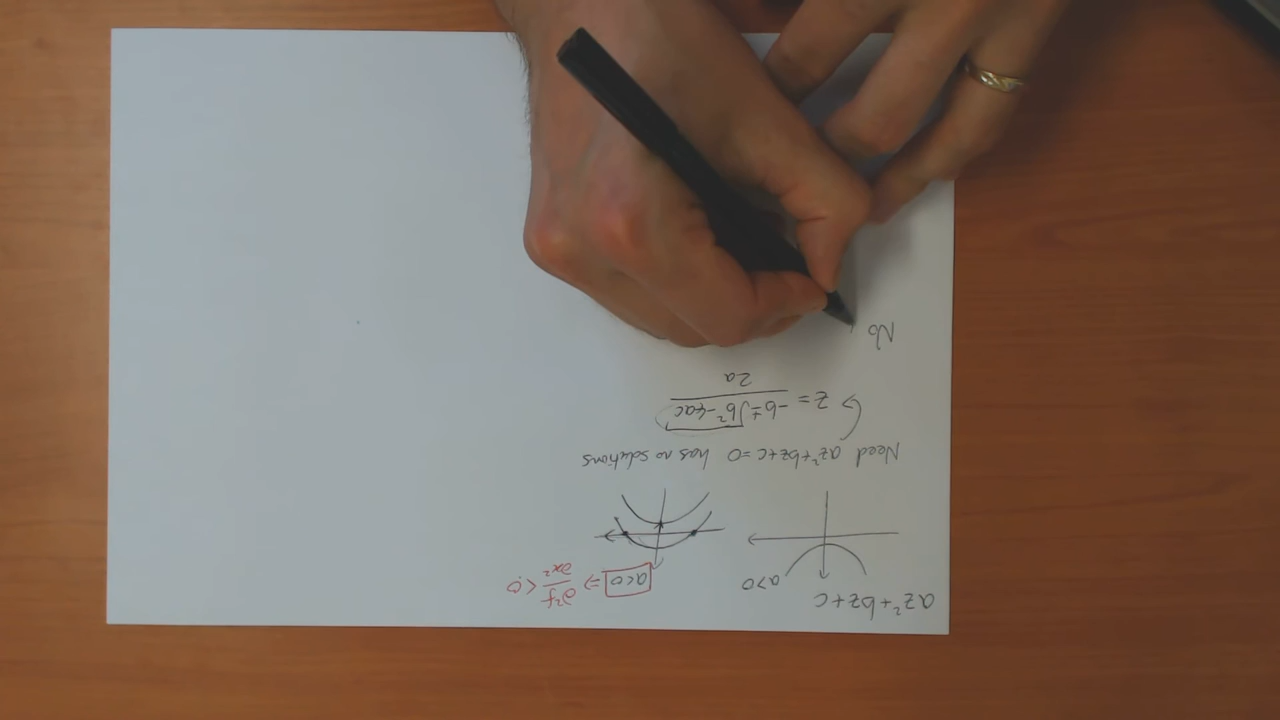 az²+bz+c
a>0
a<0 ⇒ ∂²f/∂x² < 0
Need az²+bz+c=0 has no solutions
z = (-b±√(b²-4ac))/2a
No